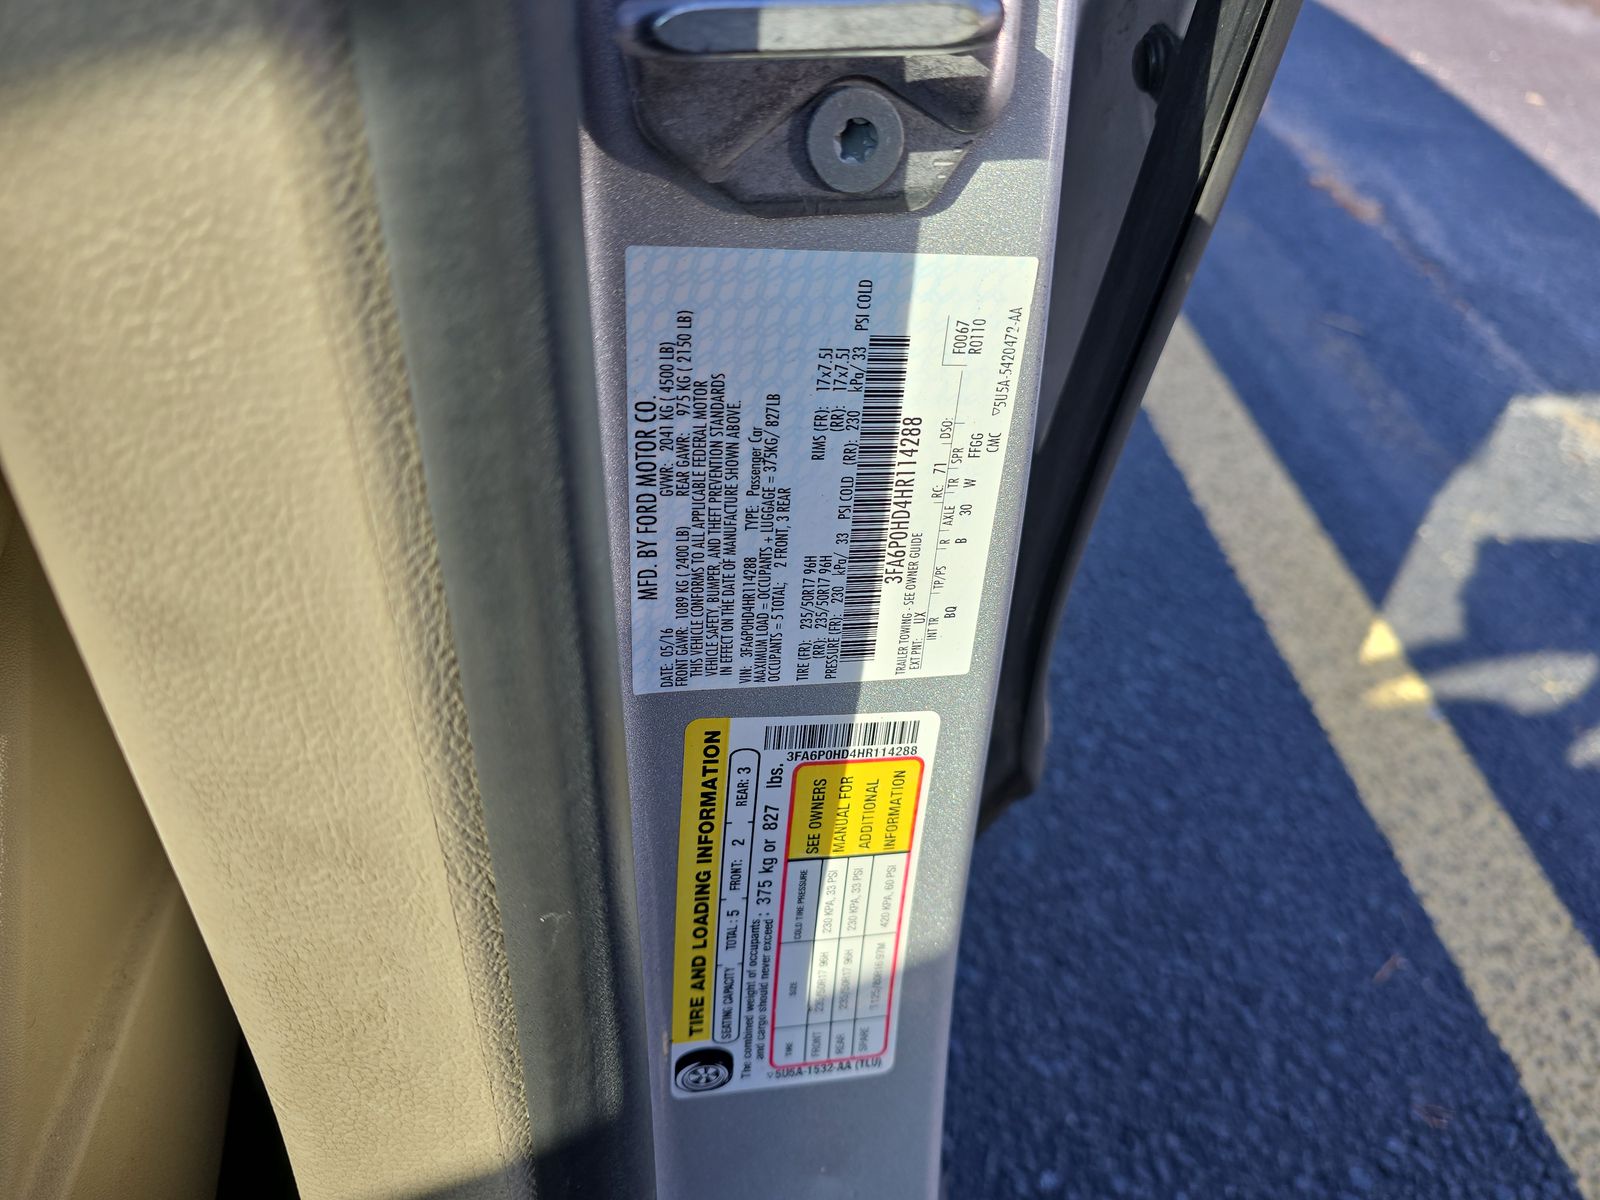 MFD. BY FORD MOTOR CO.
DATE: 05/16 GVWR: 2041 KG ( 4500 LB)
FRONT GAWR: 1089 KG ( 2400 LB) REAR GAWR: 975 KG ( 2150 LB)
THIS VEHICLE CONFORMS TO ALL APPLICABLE FEDERAL MOTOR
VEHICLE SAFETY, BUMPER, AND THEFT PREVENTION STANDARDS
IN EFFECT ON THE DATE OF MANUFACTURE SHOWN ABOVE.
VIN: 3FA6P0HD4HR114288 TYPE: Passenger Car
MAXIMUM LOAD = OCCUPANTS + LUGGAGE = 375KG/ 827LB
OCCUPANTS = 5 TOTAL; 2 FRONT, 3 REAR
TIRE (FR): 235/50R17 96H RIMS (FR): 17x7.5J
(RR): 235/50R17 96H (RR): 17x7.5J
PRESSURE (FR): 230 kPa/ 33 PSI COLD (RR): 230 kPa/ 33 PSI COLD
3FA6P0HD4HR114288
TRAILER TOWING - SEE OWNER GUIDE
EXT PNT: UX RC: 71 DSO: F0067
INT TR TP/PS R AXLE TR SPR R0110
BQ B 30 W FFGG
CMC ▽5U5A-5420472-AA
TIRE AND LOADING INFORMATION
SEATING CAPACITY TOTAL: 5 FRONT: 2 REAR: 3
The combined weight of occupants and cargo should never exceed: 375 kg or 827 lbs.
3FA6P0HD4HR114288
TIRE SIZE COLD TIRE PRESSURE
FRONT 235/50R17 96H 230 KPA, 33 PSI
REAR 235/50R17 96H 230 KPA, 33 PSI
SPARE T125/80R16 97M 420 KPA, 60 PSI
SEE OWNERS
MANUAL FOR
ADDITIONAL
INFORMATION
5U5A-1532-AA (TLU)